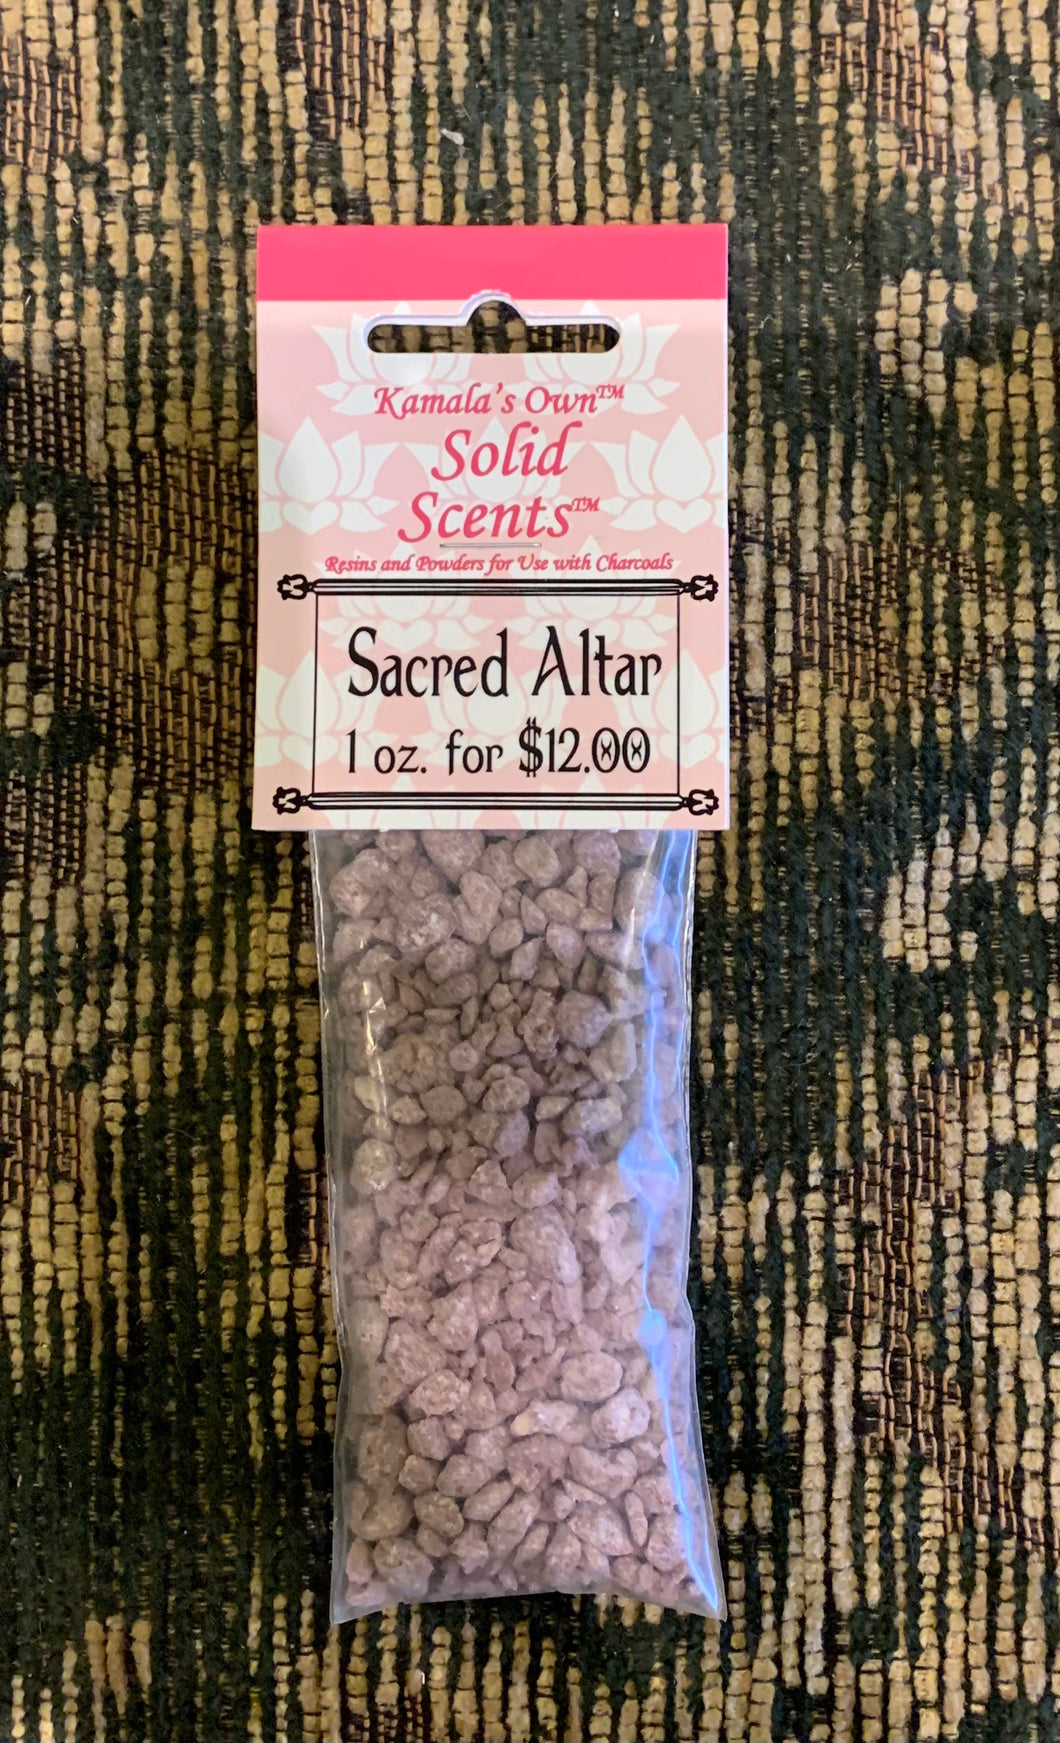 Kamala's Own™
Solid
Scents™
Resins and Powders for Use with Charcoals
Sacred Altar
1 oz. for $12.00